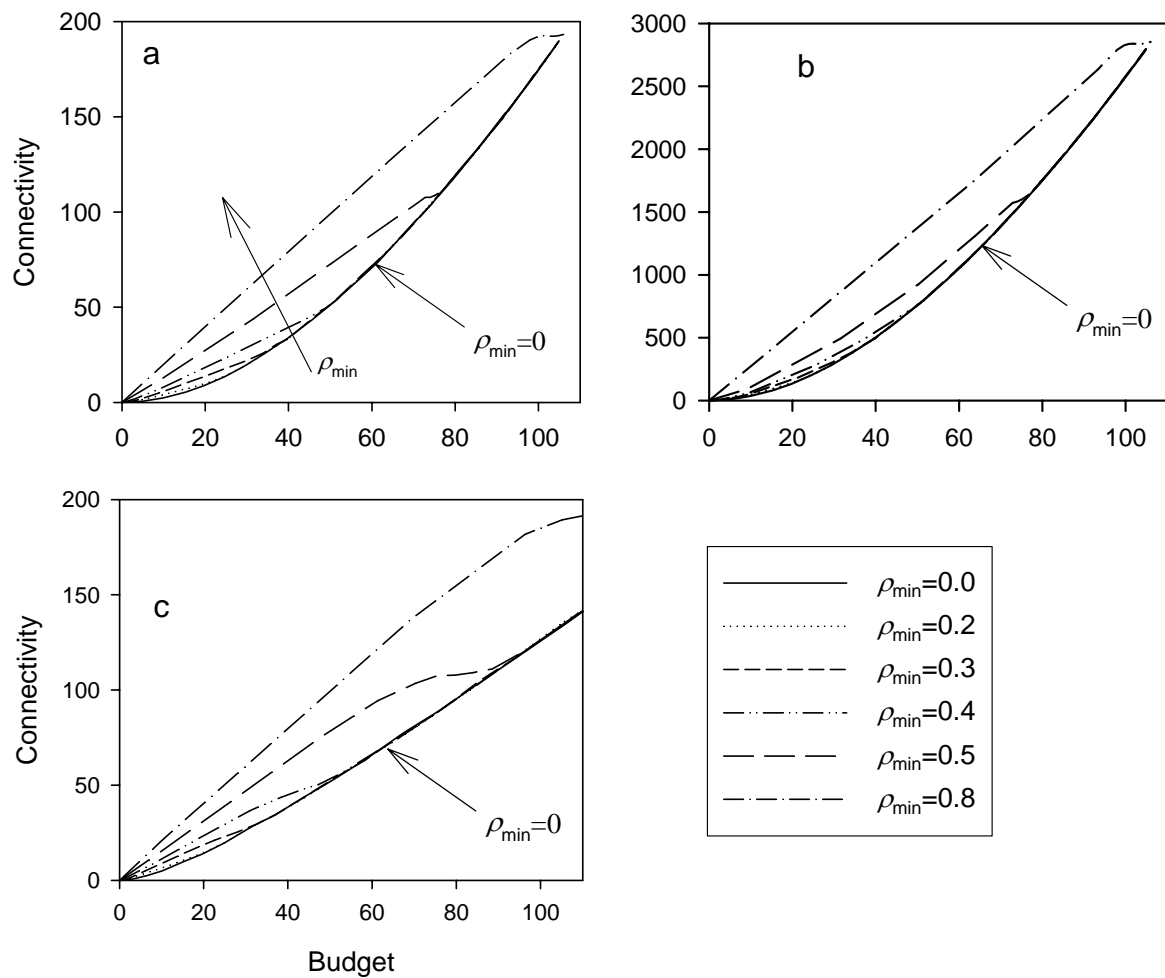 200
150
100
50
0
Connectivity
a
ρmin
ρmin=0
0 20 40 60 80 100
3000
2500
2000
1500
1000
500
0
b
ρmin=0
0 20 40 60 80 100
200
150
100
50
0
Connectivity
c
ρmin=0
0 20 40 60 80 100
Budget
ρmin=0.0
ρmin=0.2
ρmin=0.3
ρmin=0.4
ρmin=0.5
ρmin=0.8